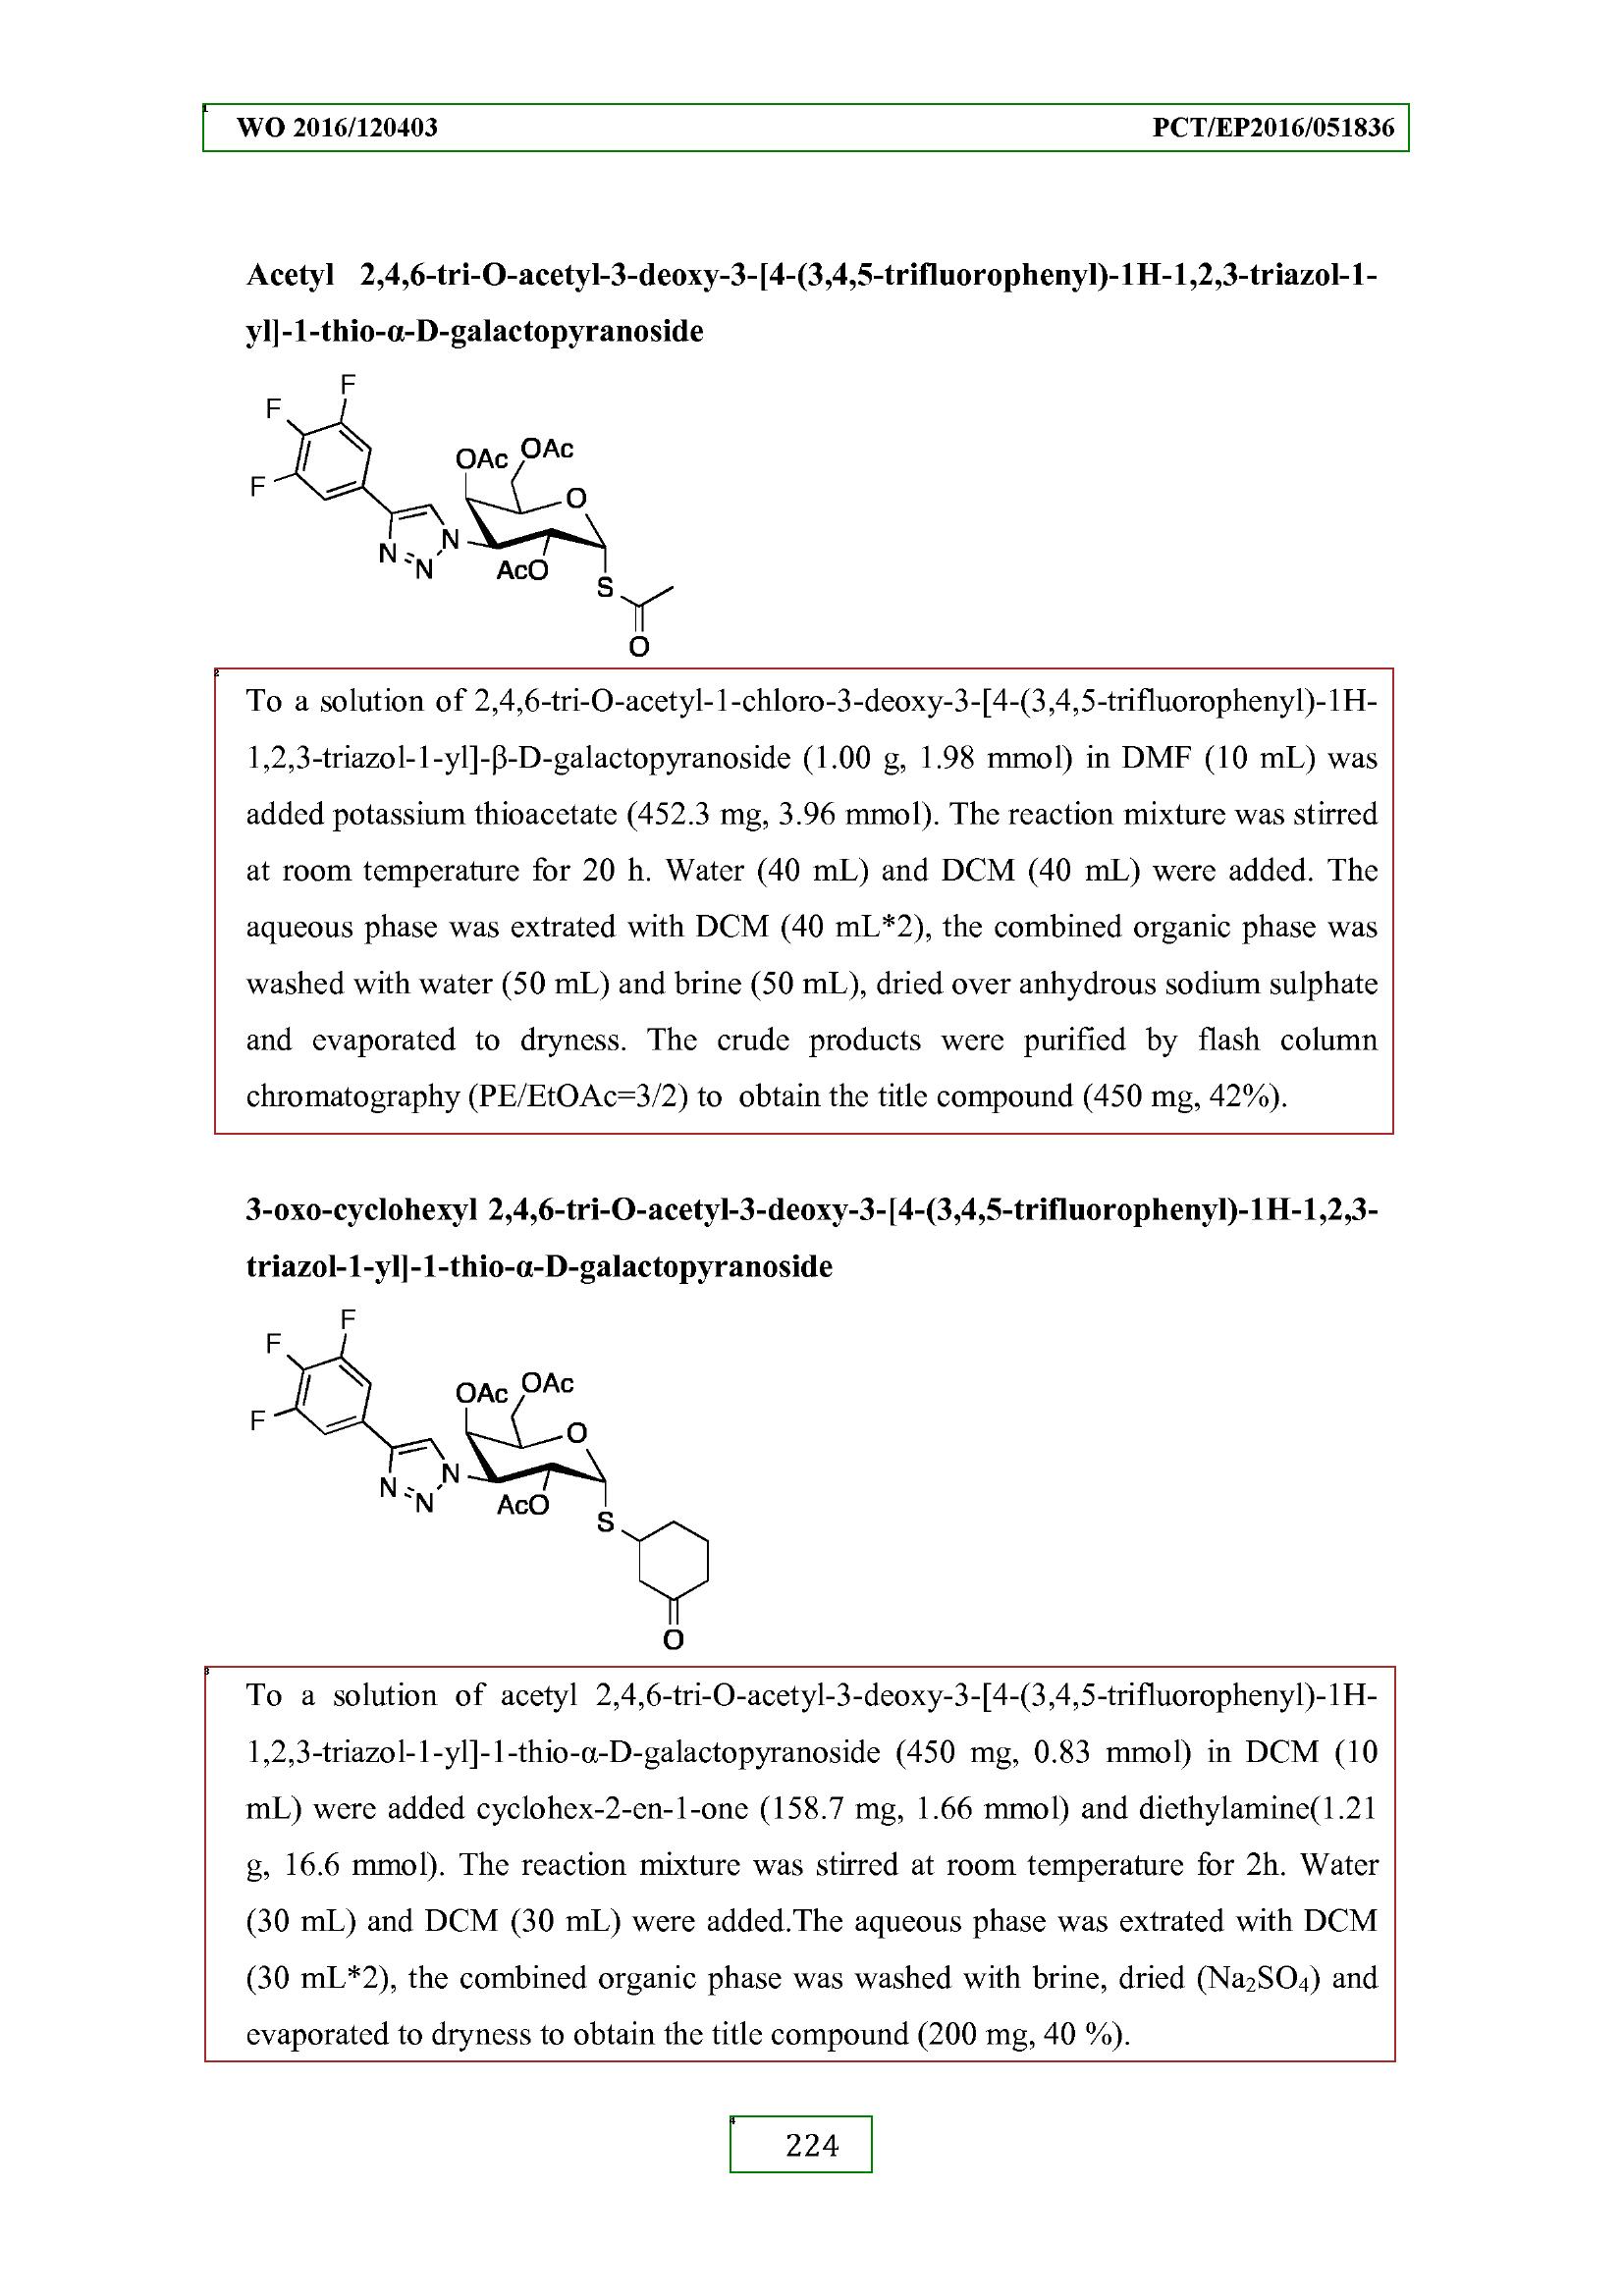 WO 2016/120403 PCT/EP2016/051836
Acetyl 2,4,6-tri-O-acetyl-3-deoxy-3-[4-(3,4,5-trifluorophenyl)-1H-1,2,3-triazol-1-
yl]-1-thio-α-D-galactopyranoside
F
F
F
OAc
OAc
O
N
N
N
AcO
S
O
To a solution of 2,4,6-tri-O-acetyl-1-chloro-3-deoxy-3-[4-(3,4,5-trifluorophenyl)-1H-
1,2,3-triazol-1-yl]-β-D-galactopyranoside (1.00 g, 1.98 mmol) in DMF (10 mL) was
added potassium thioacetate (452.3 mg, 3.96 mmol). The reaction mixture was stirred
at room temperature for 20 h. Water (40 mL) and DCM (40 mL) were added. The
aqueous phase was extrated with DCM (40 mL*2), the combined organic phase was
washed with water (50 mL) and brine (50 mL), dried over anhydrous sodium sulphate
and evaporated to dryness. The crude products were purified by flash column
chromatography (PE/EtOAc=3/2) to obtain the title compound (450 mg, 42%).
3-oxo-cyclohexyl 2,4,6-tri-O-acetyl-3-deoxy-3-[4-(3,4,5-trifluorophenyl)-1H-1,2,3-
triazol-1-yl]-1-thio-α-D-galactopyranoside
F
F
F
OAc
OAc
O
N
N
N
AcO
S
O
To a solution of acetyl 2,4,6-tri-O-acetyl-3-deoxy-3-[4-(3,4,5-trifluorophenyl)-1H-
1,2,3-triazol-1-yl]-1-thio-α-D-galactopyranoside (450 mg, 0.83 mmol) in DCM (10
mL) were added cyclohex-2-en-1-one (158.7 mg, 1.66 mmol) and diethylamine(1.21
g, 16.6 mmol). The reaction mixture was stirred at room temperature for 2h. Water
(30 mL) and DCM (30 mL) were added.The aqueous phase was extrated with DCM
(30 mL*2), the combined organic phase was washed with brine, dried (Na₂SO₄) and
evaporated to dryness to obtain the title compound (200 mg, 40 %).
224